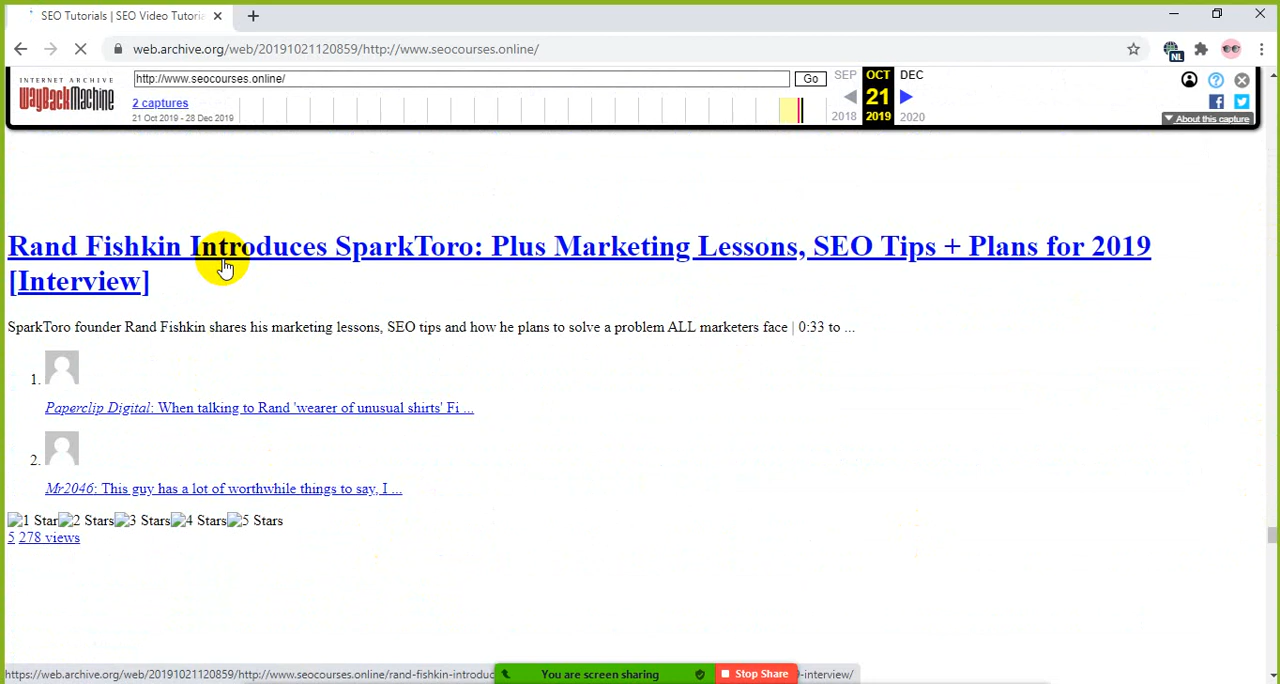 SEO Tutorials | SEO Video Tutoria
web.archive.org/web/20191021120859/http://www.seocourses.online/
NL
INTERNET ARCHIVE
WayBackMachine
http://www.seocourses.online/
Go
SEP OCT DEC
2 captures
21
21 Oct 2019 - 28 Dec 2019
2018 2019 2020
About this capture
Rand Fishkin Introduces SparkToro: Plus Marketing Lessons, SEO Tips + Plans for 2019
[Interview]
SparkToro founder Rand Fishkin shares his marketing lessons, SEO tips and how he plans to solve a problem ALL marketers face | 0:33 to ...
1.
Paperclip Digital: When talking to Rand 'wearer of unusual shirts' Fi ...
2.
Mr2046: This guy has a lot of worthwhile things to say, I ...
1 Star 2 Stars 3 Stars 4 Stars 5 Stars
5 278 views
https://web.archive.org/web/20191021120859/http://www.seocourses.online/rand-fishkin-introduc
You are screen sharing
Stop Share
-interview/